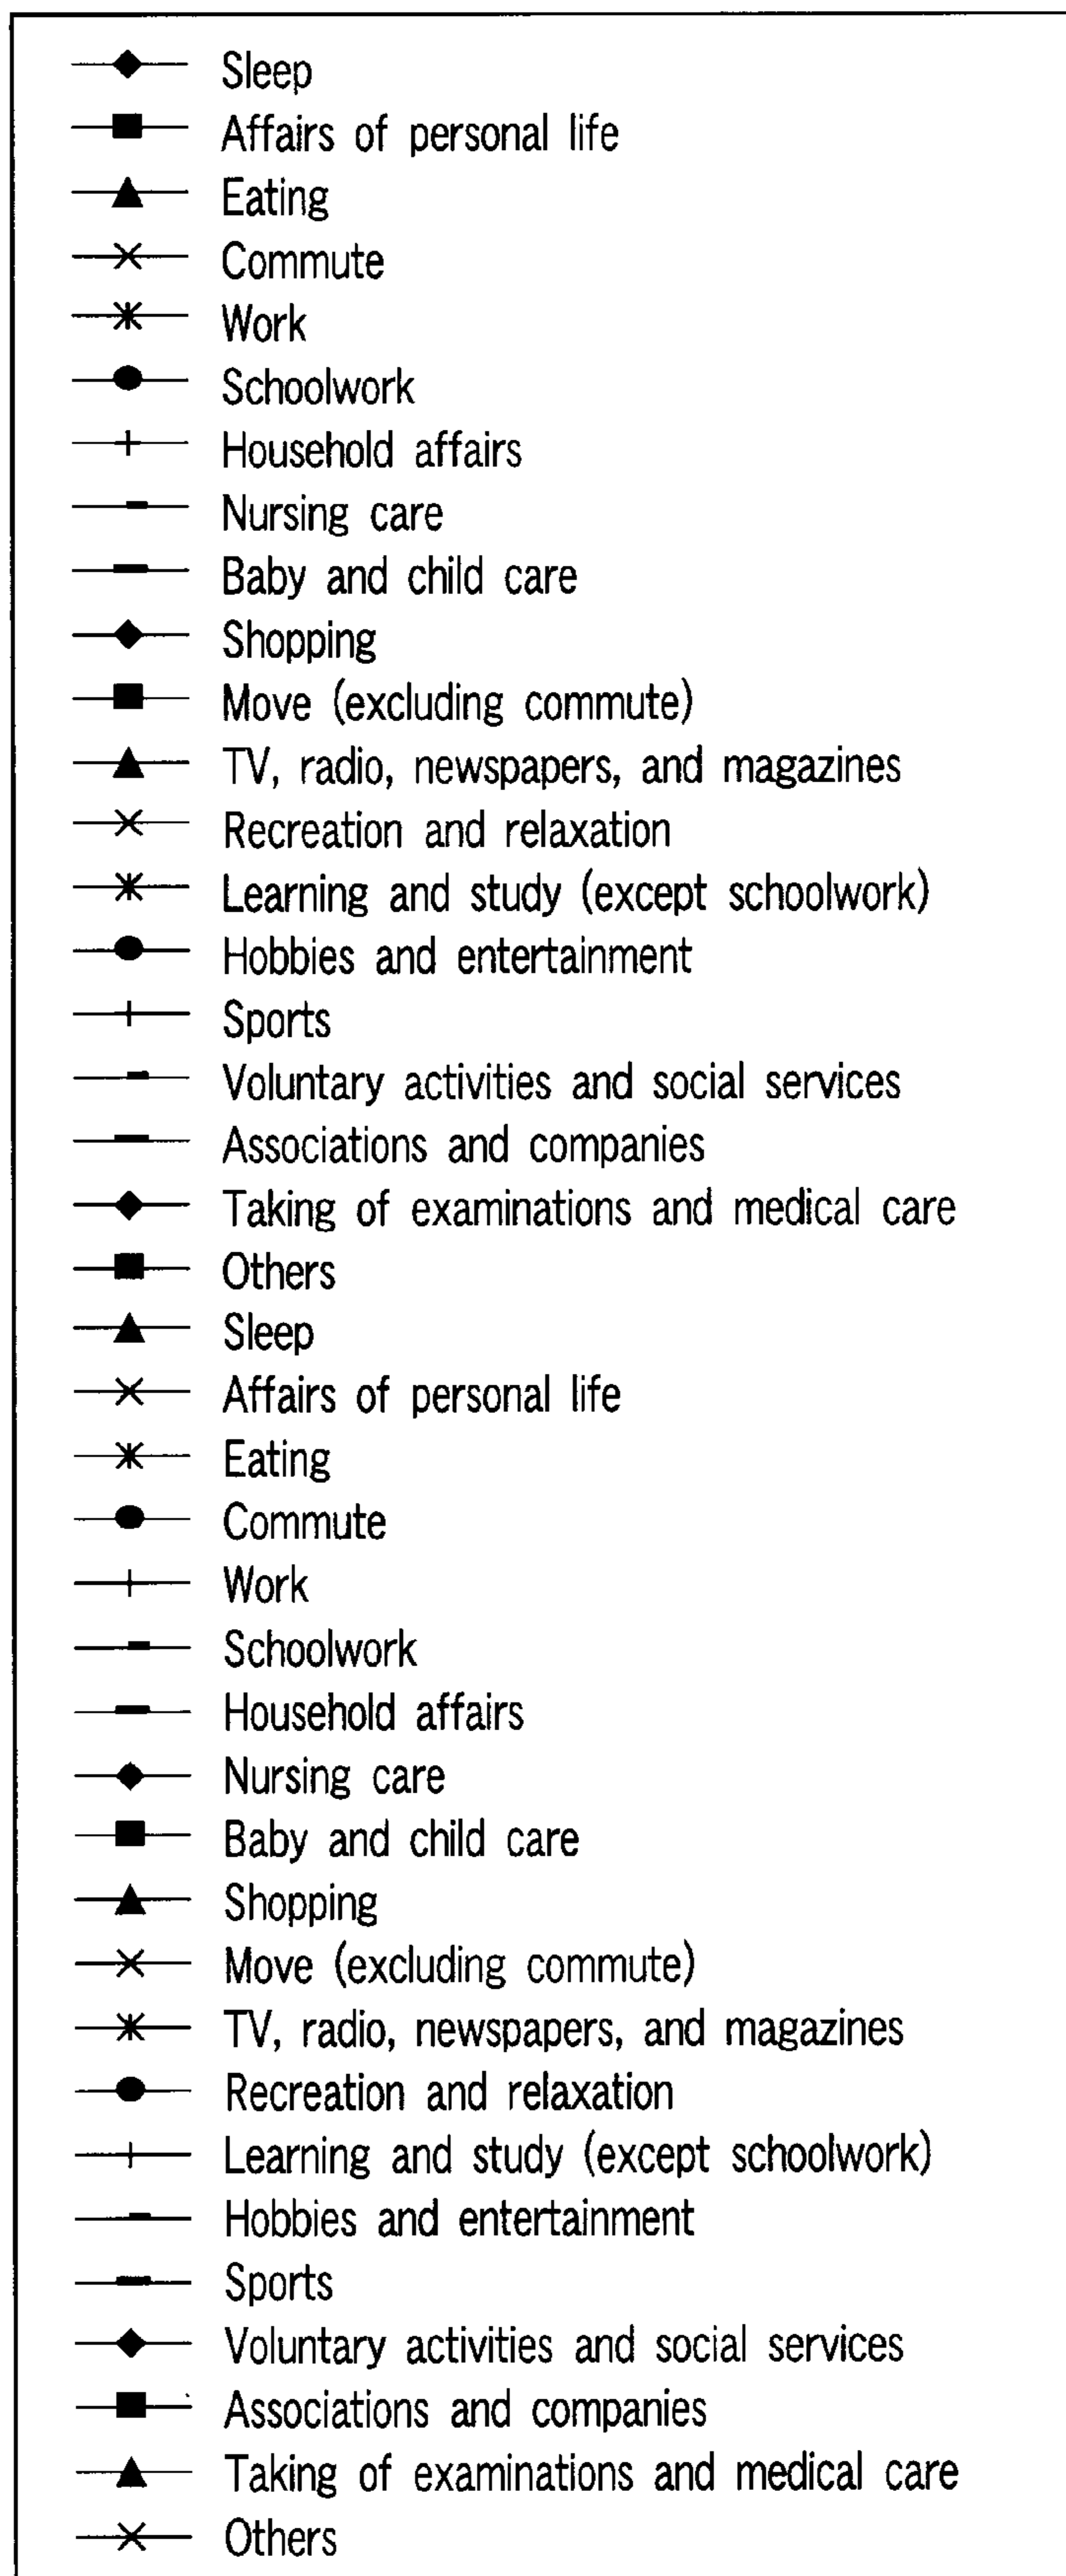 Sleep
Affairs of personal life
Eating
Commute
Work
Schoolwork
Household affairs
Nursing care
Baby and child care
Shopping
Move (excluding commute)
TV, radio, newspapers, and magazines
Recreation and relaxation
Learning and study (except schoolwork)
Hobbies and entertainment
Sports
Voluntary activities and social services
Associations and companies
Taking of examinations and medical care
Others
Sleep
Affairs of personal life
Eating
Commute
Work
Schoolwork
Household affairs
Nursing care
Baby and child care
Shopping
Move (excluding commute)
TV, radio, newspapers, and magazines
Recreation and relaxation
Learning and study (except schoolwork)
Hobbies and entertainment
Sports
Voluntary activities and social services
Associations and companies
Taking of examinations and medical care
Others